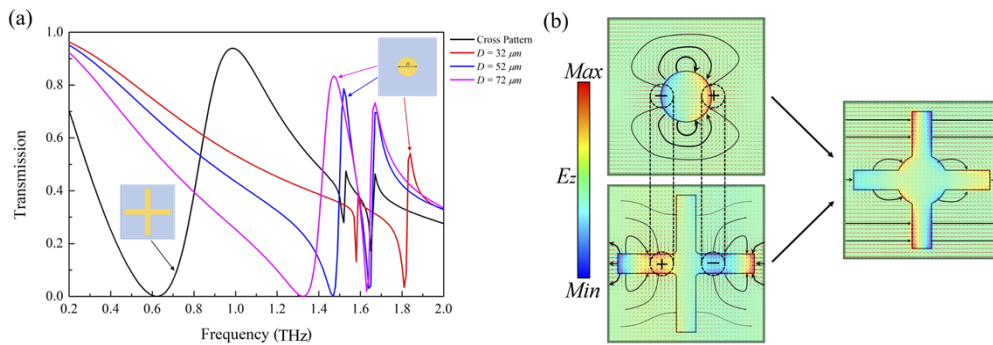 (a)
1.0
0.8
0.6
0.4
0.2
0.0
Transmission
0.2 0.4 0.6 0.8 1.0 1.2 1.4 1.6 1.8 2.0
Frequency (THz)
Cross Pattern
D = 32 μm
D = 52 μm
D = 72 μm
D
(b)
Max
Ez
Min
− +
+ −